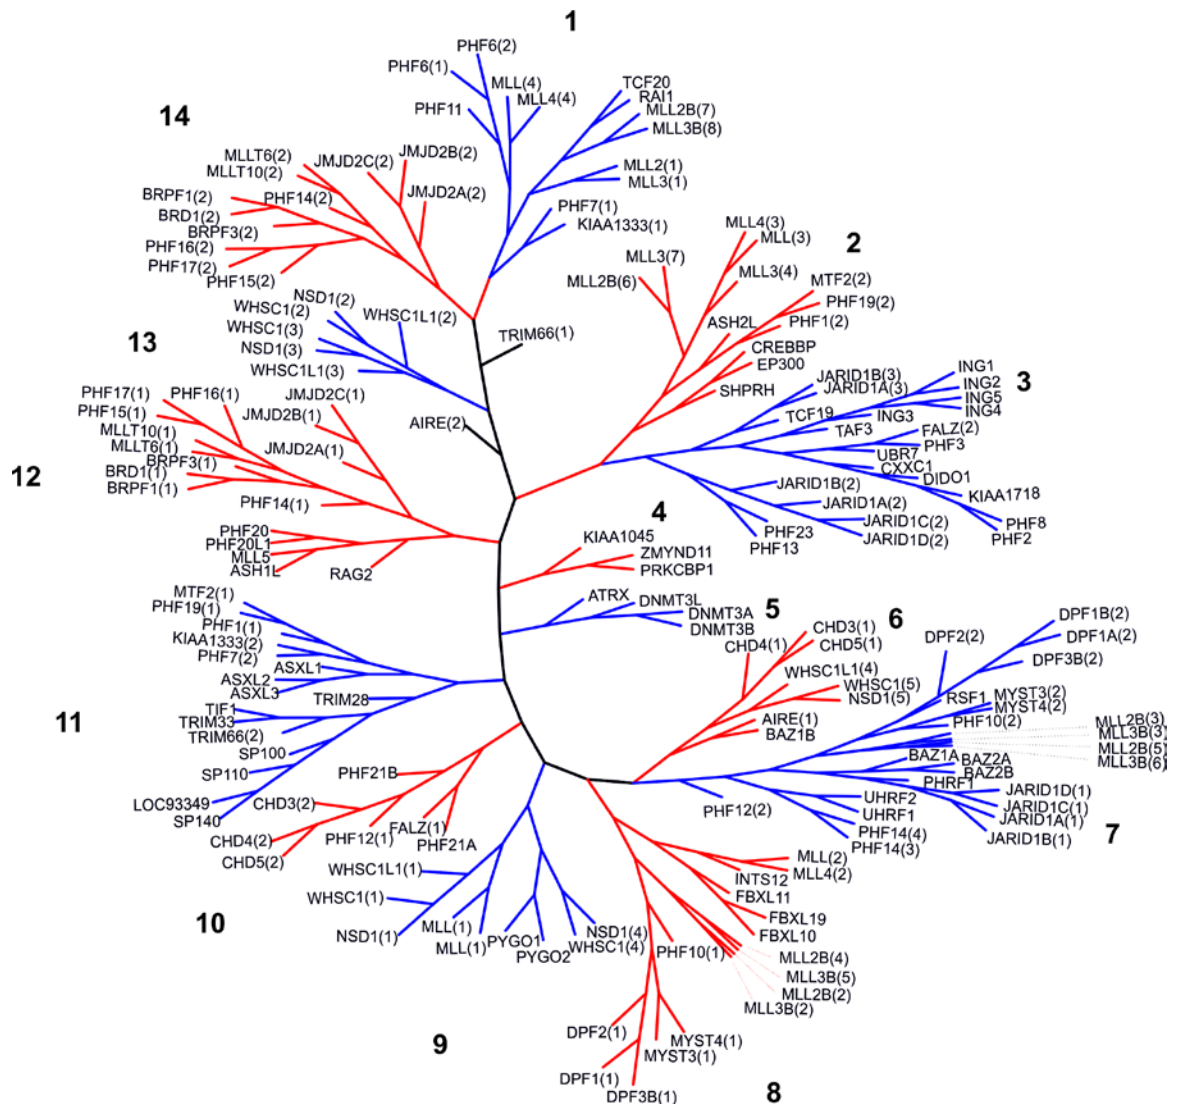 1
PHF6(2)
PHF6(1)
MLL(4)
MLL4(4)
PHF11
TCF20
RAI1
MLL2B(7)
MLL3B(8)
MLL2(1)
MLL3(1)
PHF7(1)
KIAA1333(1)
14
MLLT6(2)
MLLT10(2)
JMJD2C(2)
JMJD2B(2)
JMJD2A(2)
BRPF1(2)
PHF14(2)
BRD1(2)
BRPF3(2)
PHF16(2)
PHF17(2)
PHF15(2)
2
MLL4(3)
MLL(3)
MLL3(7)
MLL2B(6)
MLL3(4)
MTF2(2)
PHF19(2)
PHF1(2)
ASH2L
CREBBP
EP300
SHPRH
TRIM66(1)
AIRE(2)
13
NSD1(2)
WHSC1(2)
WHSC1L1(2)
WHSC1(3)
NSD1(3)
WHSC1L1(3)
3
JARID1B(3)
JARID1A(3)
ING1
ING2
ING5
ING4
TCF19
ING3
TAF3
FALZ(2)
PHF3
UBR7
CXXC1
DIDO1
KIAA1718
PHF8
PHF2
JARID1B(2)
JARID1A(2)
JARID1C(2)
JARID1D(2)
PHF23
PHF13
12
PHF17(1)
PHF16(1)
JMJD2C(1)
PHF15(1)
JMJD2B(1)
MLLT10(1)
MLLT6(1)
JMJD2A(1)
BRPF3(1)
BRD1(1)
BRPF1(1)
PHF14(1)
PHF20
PHF20L1
MLL5
ASH1L
RAG2
4
KIAA1045
ZMYND11
PRKCBP1
5
ATRX
DNMT3L
DNMT3A
DNMT3B
11
MTF2(1)
PHF19(1)
PHF1(1)
KIAA1333(2)
PHF7(2)
ASXL1
ASXL2
ASXL3
TRIM28
TIF1
TRIM33
TRIM66(2)
SP100
SP110
LOC93349
SP140
6
CHD3(1)
CHD5(1)
CHD4(1)
WHSC1L1(4)
WHSC1(5)
NSD1(5)
AIRE(1)
BAZ1B
7
DPF1B(2)
DPF1A(2)
DPF2(2)
DPF3B(2)
RSF1
MYST3(2)
MYST4(2)
PHF10(2)
MLL2B(3)
MLL3B(3)
MLL2B(5)
MLL3B(6)
BAZ1A
BAZ2A
BAZ2B
PHRF1
JARID1D(1)
JARID1C(1)
JARID1A(1)
JARID1B(1)
PHF12(2)
UHRF2
UHRF1
PHF14(4)
PHF14(3)
10
PHF21B
CHD3(2)
CHD4(2)
CHD5(2)
PHF12(1)
FALZ(1)
PHF21A
9
WHSC1L1(1)
WHSC1(1)
NSD1(1)
MLL(1)
MLL(1)
PYGO1
PYGO2
NSD1(4)
WHSC1(4)
8
MLL(2)
MLL4(2)
INTS12
FBXL11
FBXL19
FBXL10
PHF10(1)
MLL2B(4)
MLL3B(5)
MLL2B(2)
MLL3B(2)
DPF2(1)
MYST4(1)
MYST3(1)
DPF1(1)
DPF3B(1)